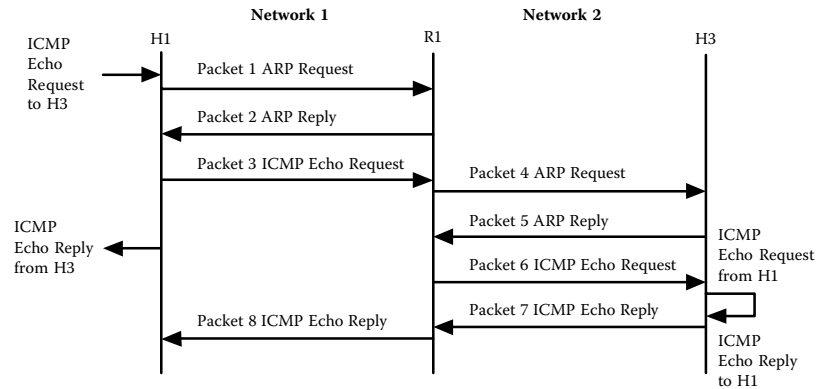 Network 1
Network 2
H1
R1
H3
ICMP
Echo
Request
to H3
Packet 1 ARP Request
Packet 2 ARP Reply
Packet 3 ICMP Echo Request
Packet 4 ARP Request
Packet 5 ARP Reply
ICMP
Echo Reply
from H3
ICMP
Echo Request
from H1
Packet 6 ICMP Echo Request
Packet 7 ICMP Echo Reply
Packet 8 ICMP Echo Reply
ICMP
Echo Reply
to H1